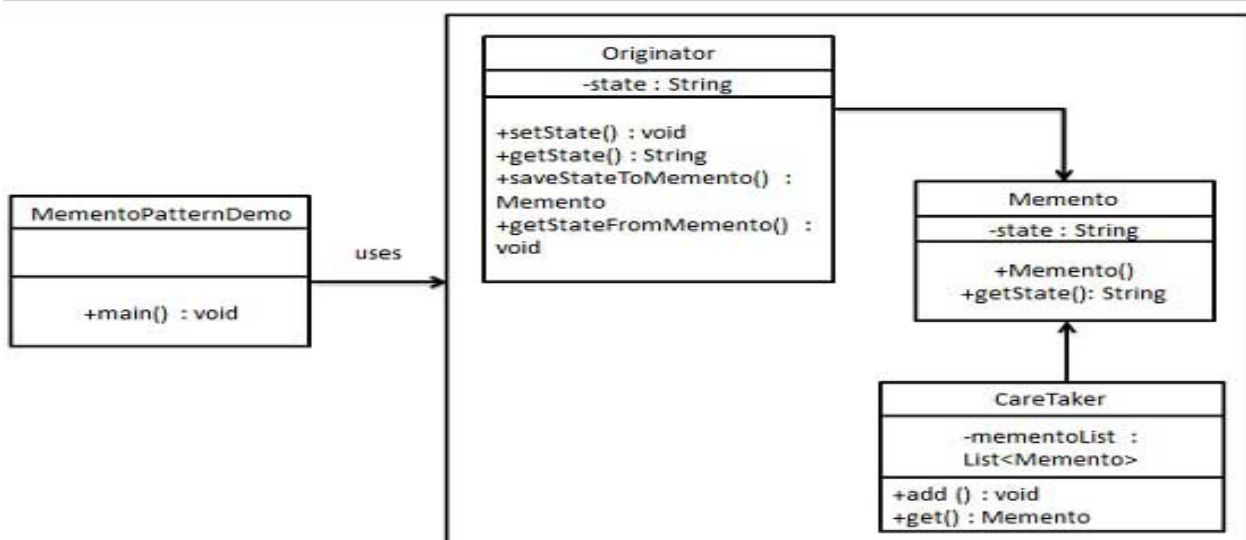 MementoPatternDemo
+main() : void
uses
Originator
-state : String
+setState() : void
+getState() : String
+saveStateToMemento() :
Memento
+getStateFromMemento() :
void
Memento
-state : String
+Memento()
+getState(): String
CareTaker
-mementoList :
List<Memento>
+add () : void
+get() : Memento